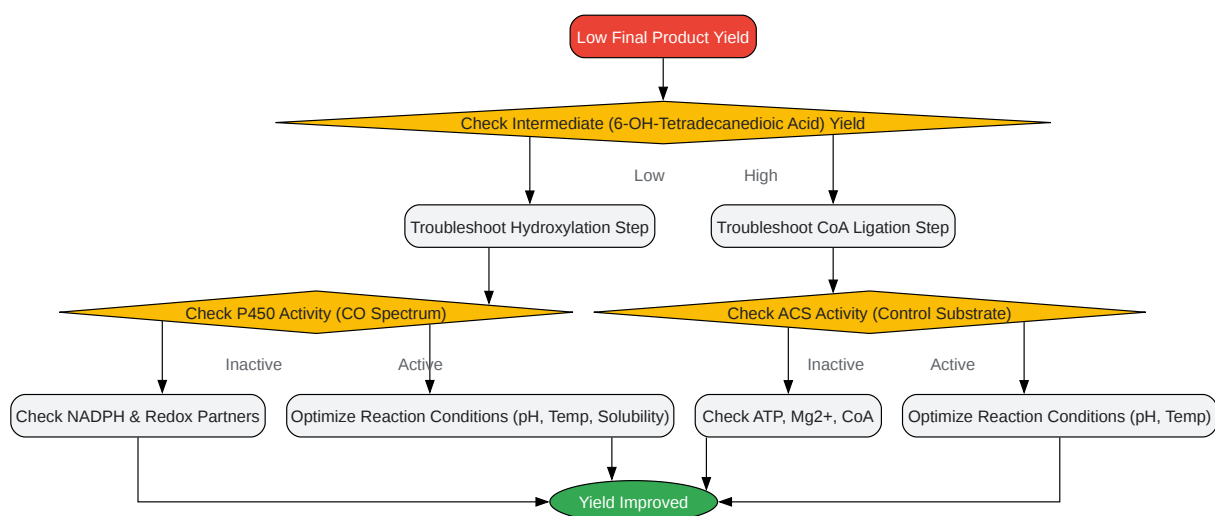 Low Final Product Yield
Check Intermediate (6-OH-Tetradecanedioic Acid) Yield
Low
High
Troubleshoot Hydroxylation Step
Troubleshoot CoA Ligation Step
Check P450 Activity (CO Spectrum)
Check ACS Activity (Control Substrate)
Inactive
Active
Inactive
Active
Check NADPH & Redox Partners
Optimize Reaction Conditions (pH, Temp, Solubility)
Check ATP, Mg2+, CoA
Optimize Reaction Conditions (pH, Temp)
Yield Improved